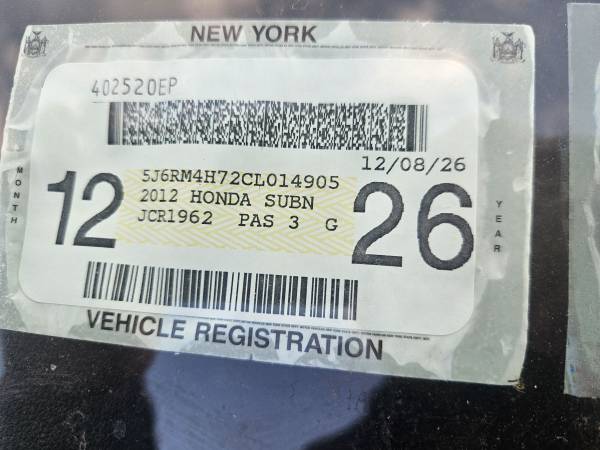 NEW YORK
402520EP
12/08/26
5J6RM4H72CL014905
2012 HONDA SUBN
JCR1962 PAS 3 G
MONTH
12
26
YEAR
VEHICLE REGISTRATION